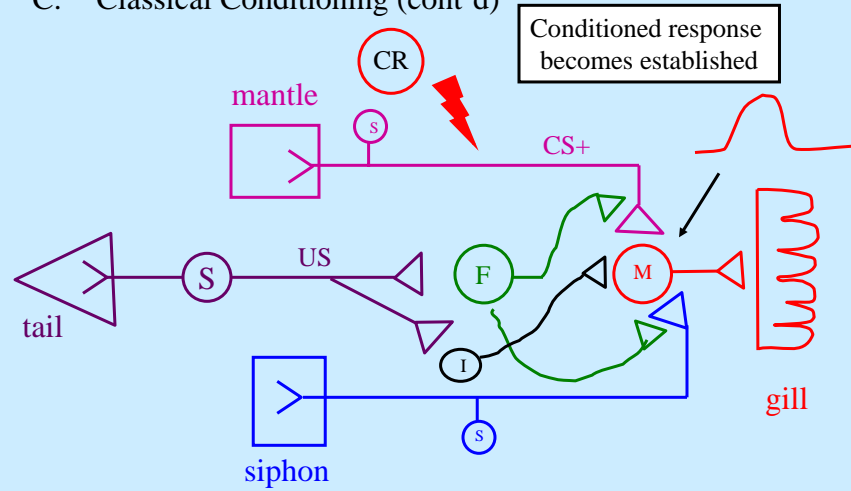 C. Classical Conditioning (cont'd)
Conditioned response
becomes established
CR
mantle
S
CS+
US
S
F
M
tail
I
gill
S
siphon